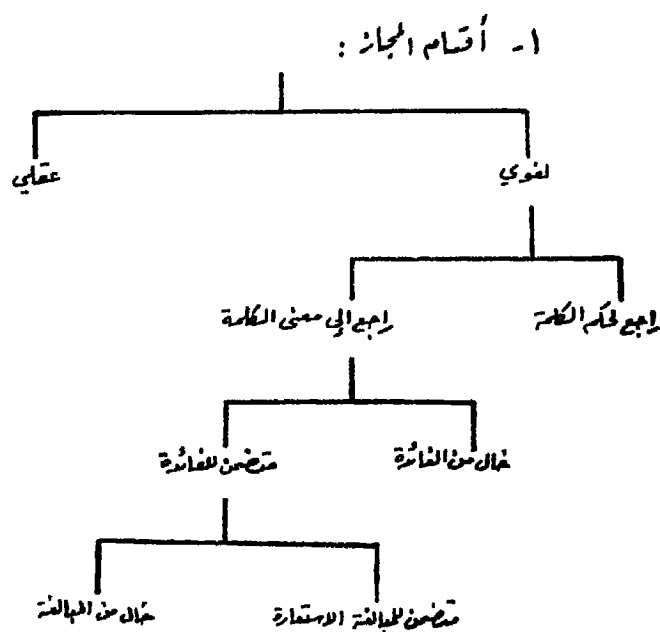 ١- أقسام المجاز :
لغوي
عقلي
راجع لحكم الكلمة
راجع إلى معنى الكلمة
خال من الفائدة
متضمن للفائدة
متضمن للمبالغة الاستعارة
خال من المبالغة